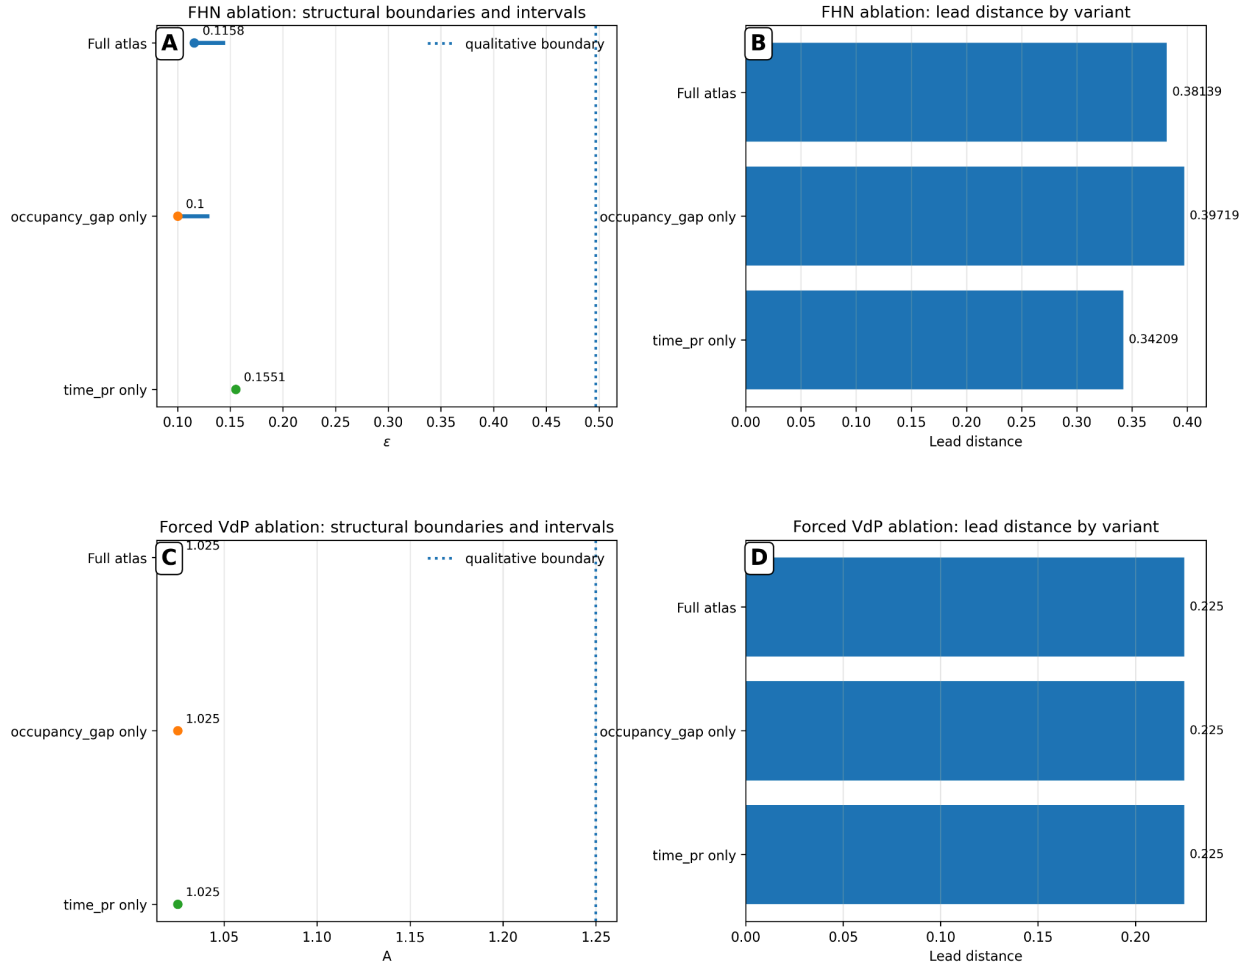 FHN ablation: structural boundaries and intervals
A
Full atlas
0.1158
qualitative boundary
occupancy_gap only
0.1
time_pr only
0.1551
0.10 0.15 0.20 0.25 0.30 0.35 0.40 0.45 0.50
ε
FHN ablation: lead distance by variant
B
Full atlas
0.38139
occupancy_gap only
0.39719
time_pr only
0.34209
0.00 0.05 0.10 0.15 0.20 0.25 0.30 0.35 0.40
Lead distance
Forced VdP ablation: structural boundaries and intervals
C
Full atlas
1.025
qualitative boundary
occupancy_gap only
1.025
time_pr only
1.025
1.05 1.10 1.15 1.20 1.25
A
Forced VdP ablation: lead distance by variant
D
Full atlas
0.225
occupancy_gap only
0.225
time_pr only
0.225
0.00 0.05 0.10 0.15 0.20
Lead distance